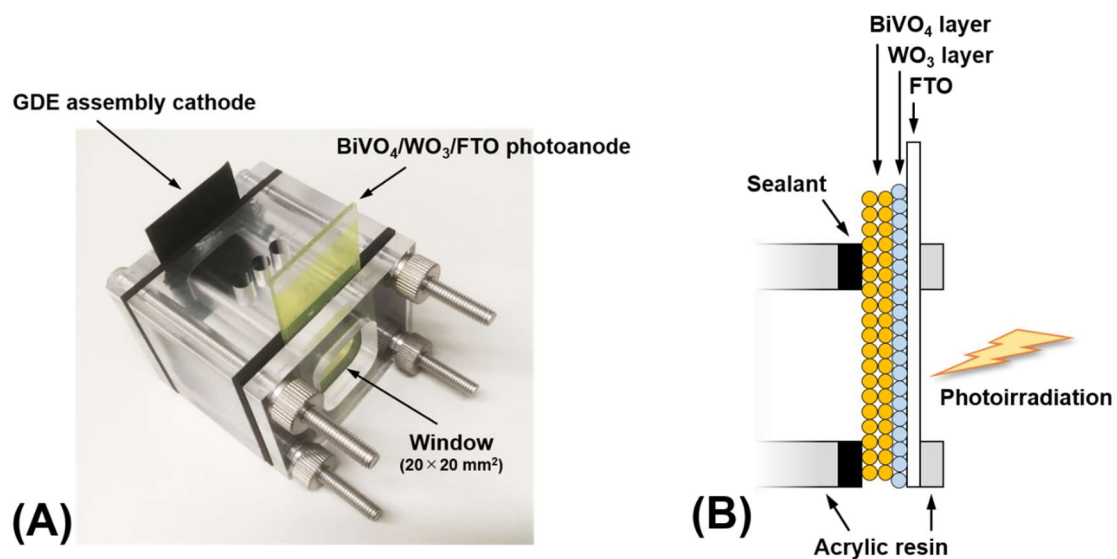 GDE assembly cathode
BiVO₄/WO₃/FTO photoanode
Window
(20×20 mm²)
(A)
BiVO₄ layer
WO₃ layer
FTO
Sealant
Photoirradiation
Acrylic resin
(B)